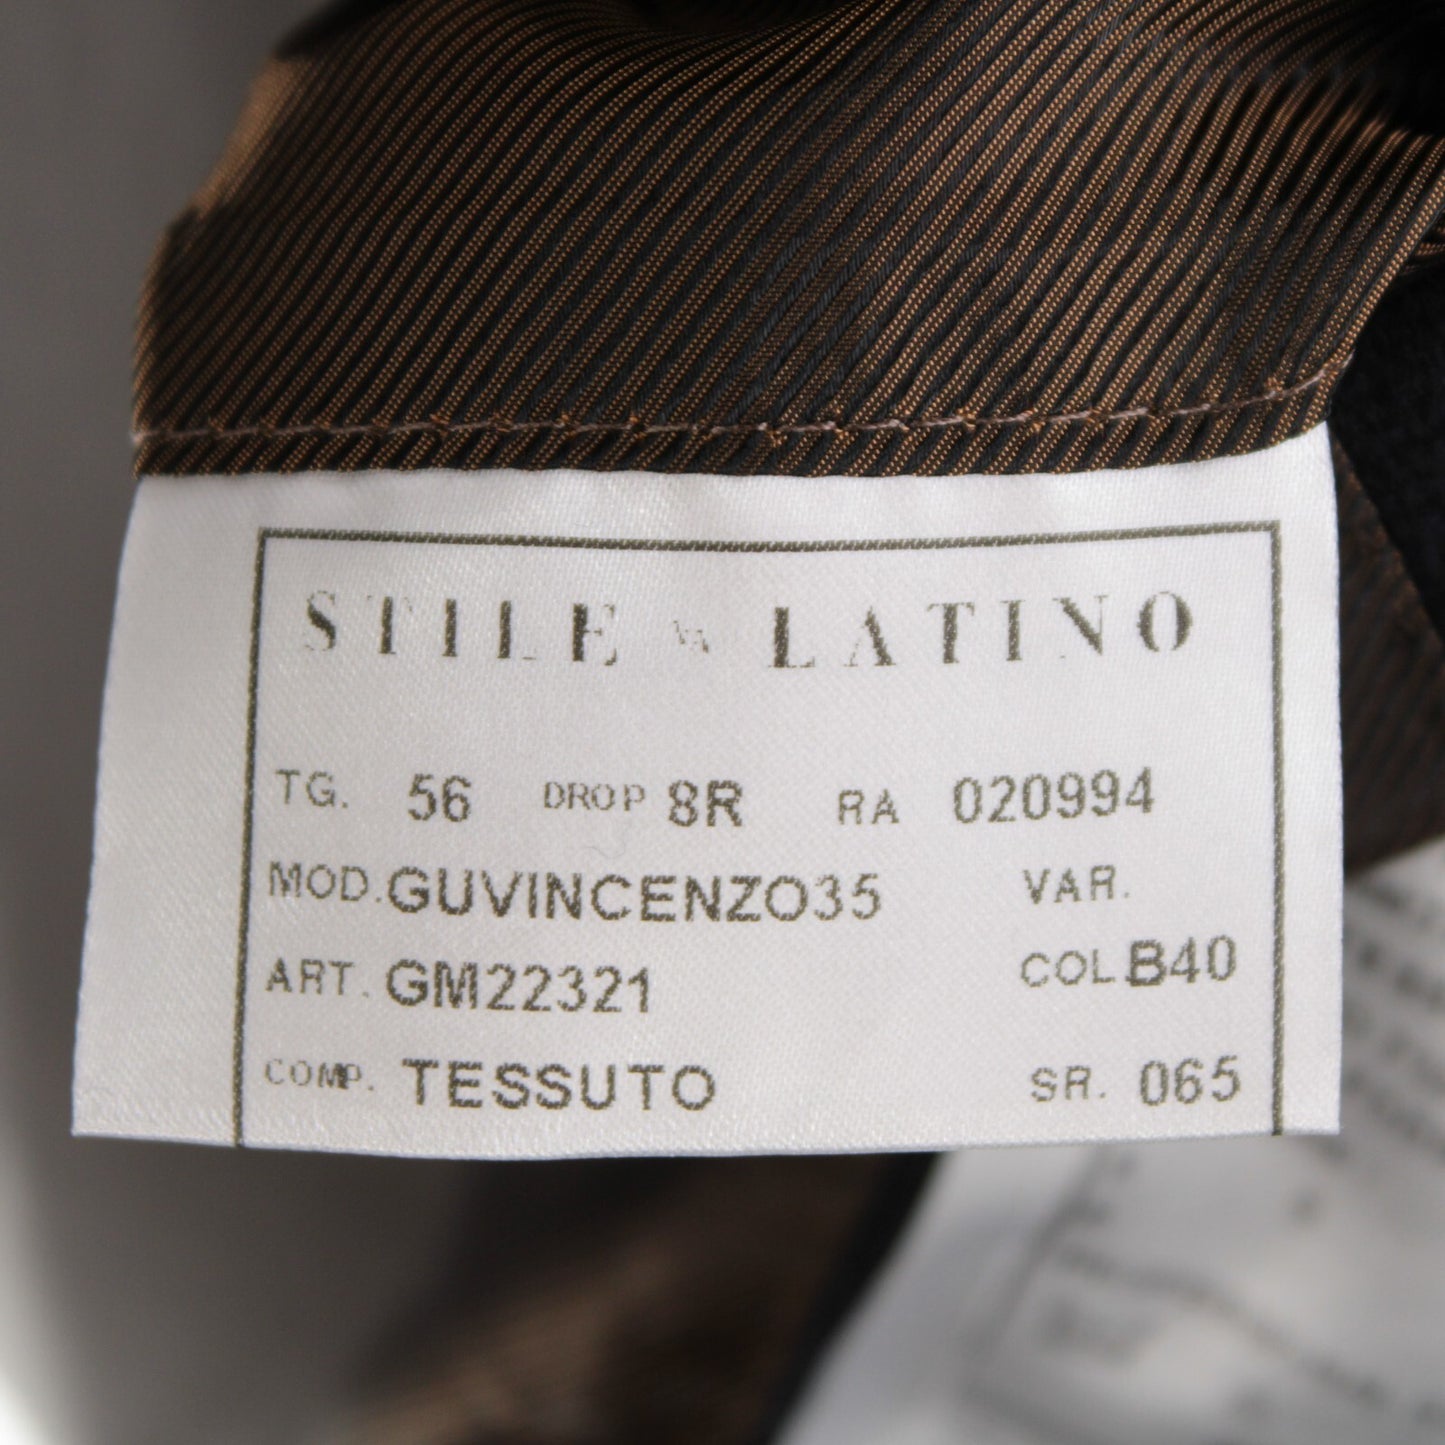 STILE LATINO
TG. 56 DROP 8R RA 020994
MOD. GUVINCENZO35 VAR.
ART. GM22321 COL B40
COMP. TESSUTO SR. 065